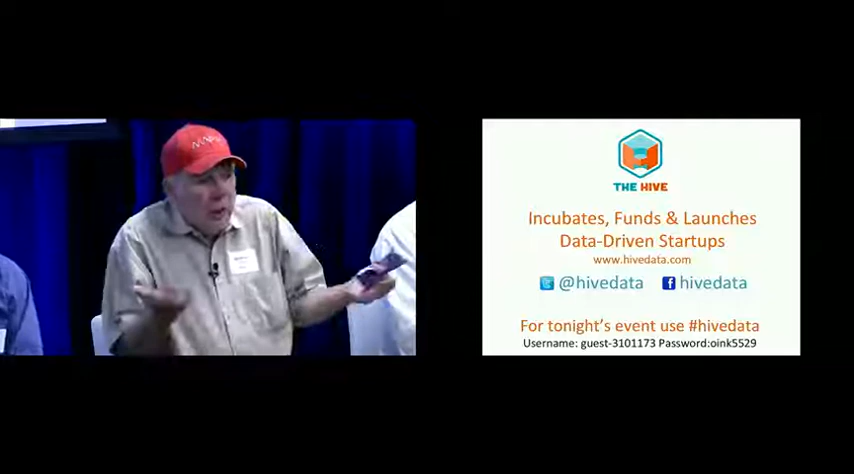 THE HIVE
Incubates, Funds & Launches
Data-Driven Startups
www.hivedata.com
@hivedata hivedata
For tonight's event use #hivedata
Username: guest-3101173 Password:oink5529